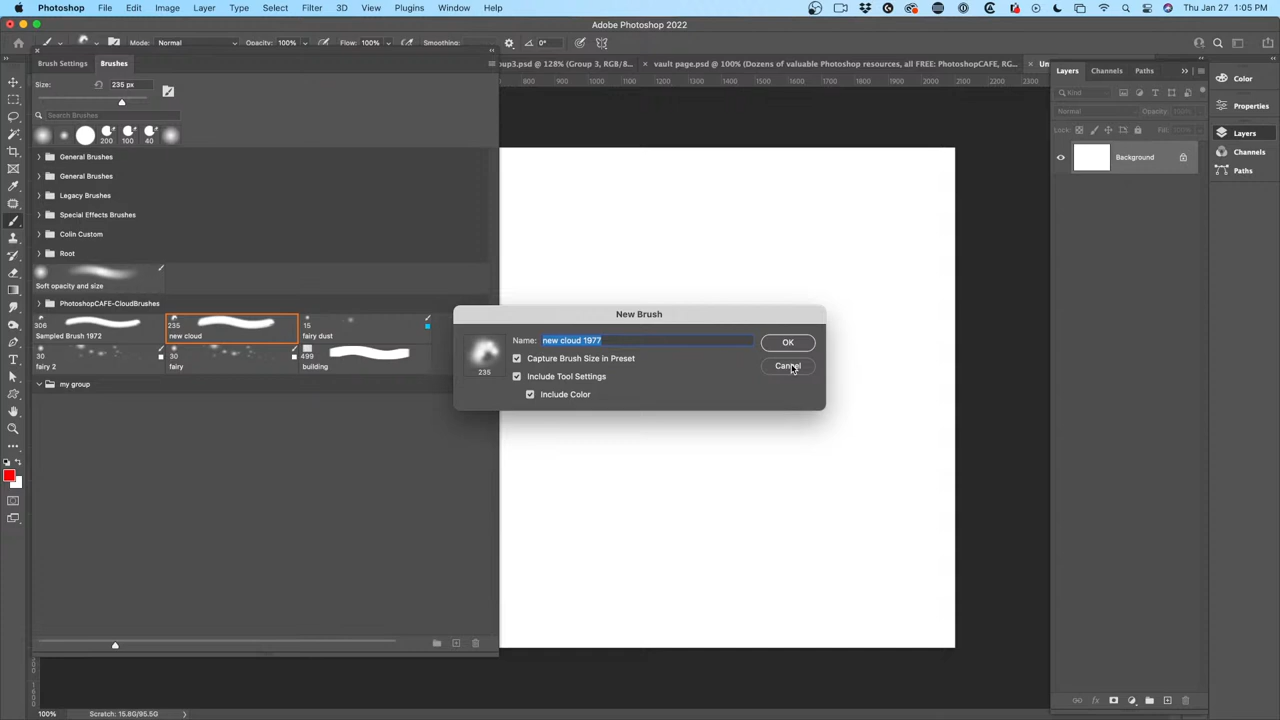 Photoshop File Edit Image Layer Type Select Filter 3D View Plugins Window Help Thu Jan 27 1:05 PM
Adobe Photoshop 2022
Mode: Normal Opacity: 100% Flow: 100% Smoothing: 0°
Brush Settings Brushes
oup3.psd @ 128% (Group 3, RGB/8... × vault page.psd @ 100% (Dozens of valuable Photoshop resources, all FREE: PhotoshopCAFE, RG... × Un
Size: 235 px
Search Brushes
200 100 40
General Brushes
General Brushes
Legacy Brushes
Special Effects Brushes
Colin Custom
Root
Soft opacity and size
PhotoshopCAFE-CloudBrushes
306 235 15
Sampled Brush 1972 new cloud fairy dust
30 30 499
fairy 2 fairy building
my group
800 900 1000 1100 1200 1300 1400 1500 1600 1700 1800 1900 2000 2100 2200 2300
New Brush
Name: new cloud 1977
Capture Brush Size in Preset
Include Tool Settings
Include Color
235
OK
Cancel
Layers Channels Paths
Kind
Normal Opacity: 100%
Lock: Fill: 100%
Background
Color
Properties
Layers
Channels
Paths
100% Scratch: 15.8G/95.5G